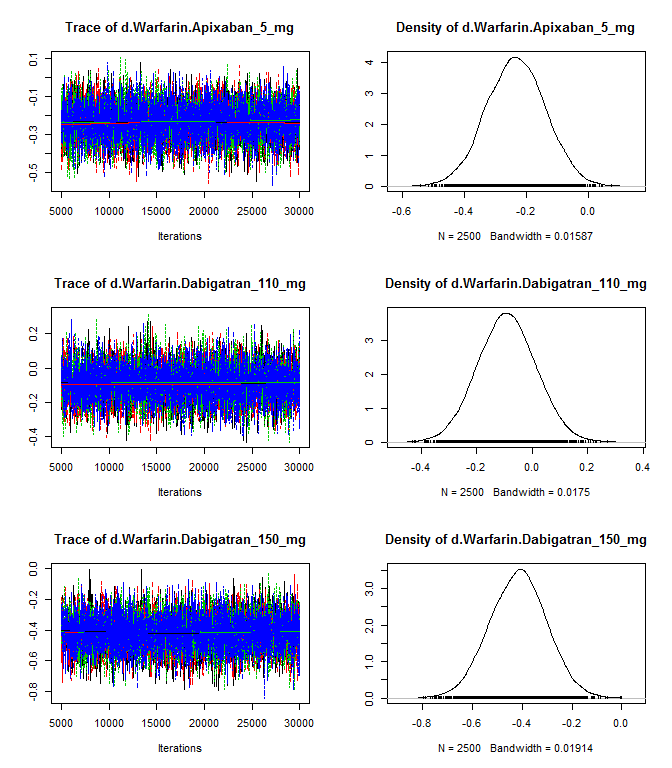 Trace of d.Warfarin.Apixaban_5_mg
0.1
-0.1
-0.3
-0.5
5000 10000 15000 20000 25000 30000
Iterations
Density of d.Warfarin.Apixaban_5_mg
4
3
2
1
0
-0.6 -0.4 -0.2 0.0
N = 2500 Bandwidth = 0.01587
Trace of d.Warfarin.Dabigatran_110_mg
0.2
0.0
-0.2
-0.4
5000 10000 15000 20000 25000 30000
Iterations
Density of d.Warfarin.Dabigatran_110_mg
3
2
1
0
-0.4 -0.2 0.0 0.2 0.4
N = 2500 Bandwidth = 0.0175
Trace of d.Warfarin.Dabigatran_150_mg
0.0
-0.2
-0.4
-0.6
-0.8
5000 10000 15000 20000 25000 30000
Iterations
Density of d.Warfarin.Dabigatran_150_mg
3.0
2.0
1.0
0.0
-0.8 -0.6 -0.4 -0.2 0.0
N = 2500 Bandwidth = 0.01914